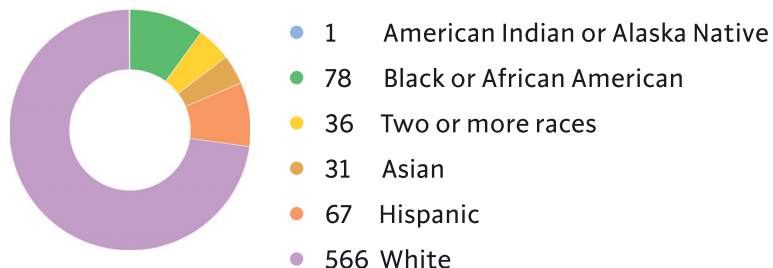 1 American Indian or Alaska Native
78 Black or African American
36 Two or more races
31 Asian
67 Hispanic
566 White